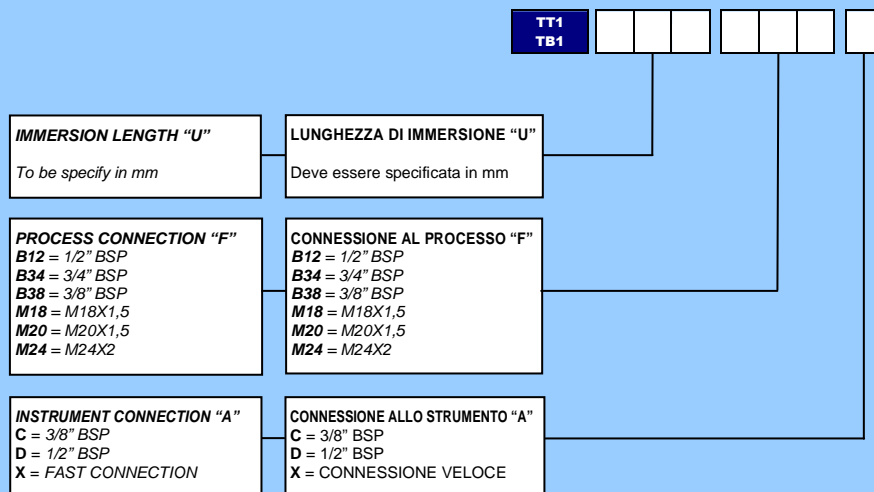 TT1
TB1
IMMERSION LENGTH “U”
To be specify in mm
LUNGHEZZA DI IMMERSIONE “U”
Deve essere specificata in mm
PROCESS CONNECTION “F”
B12 = 1/2” BSP
B34 = 3/4” BSP
B38 = 3/8” BSP
M18 = M18X1,5
M20 = M20X1,5
M24 = M24X2
CONNESSIONE AL PROCESSO “F”
B12 = 1/2” BSP
B34 = 3/4” BSP
B38 = 3/8” BSP
M18 = M18X1,5
M20 = M20X1,5
M24 = M24X2
INSTRUMENT CONNECTION “A”
C = 3/8” BSP
D = 1/2” BSP
X = FAST CONNECTION
CONNESSIONE ALLO STRUMENTO “A”
C = 3/8” BSP
D = 1/2” BSP
X = CONNESSIONE VELOCE